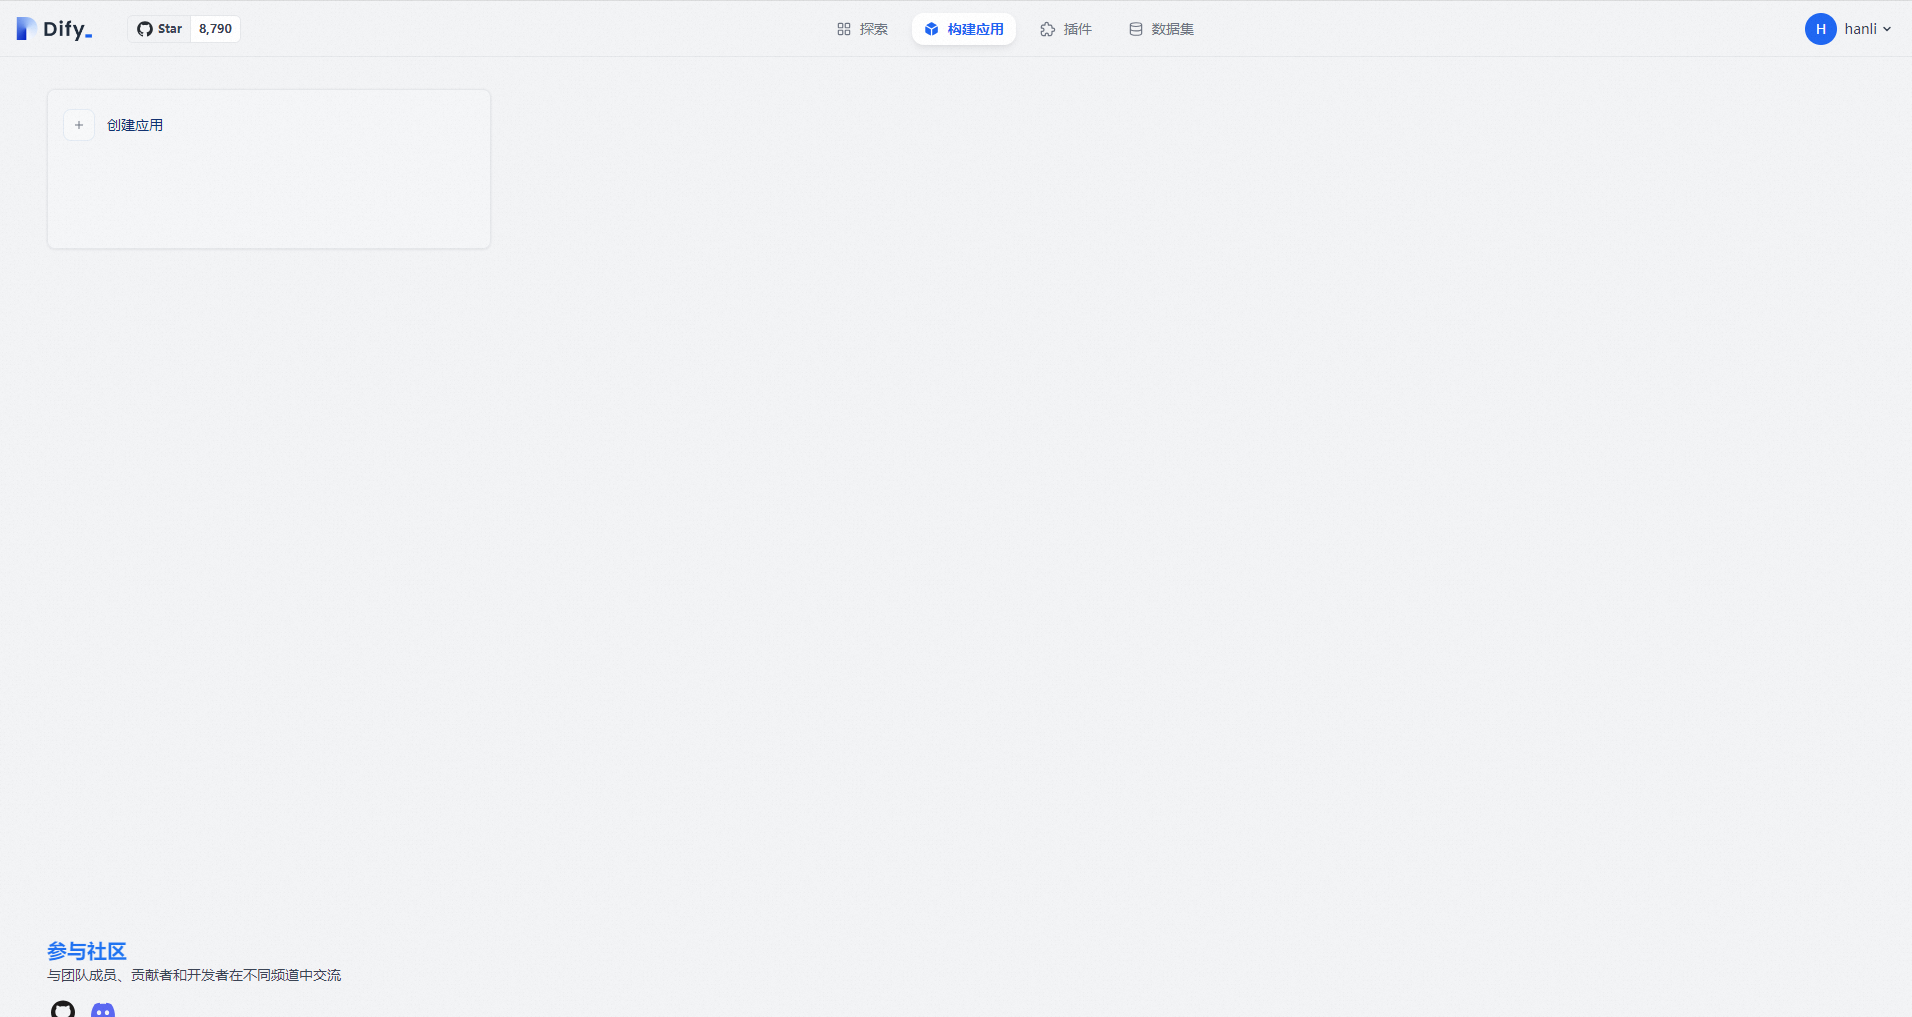 Dify_
Star 8,790
探索
构建应用
插件
数据集
H hanli
+ 创建应用
参与社区
与团队成员、贡献者和开发者在不同频道中交流